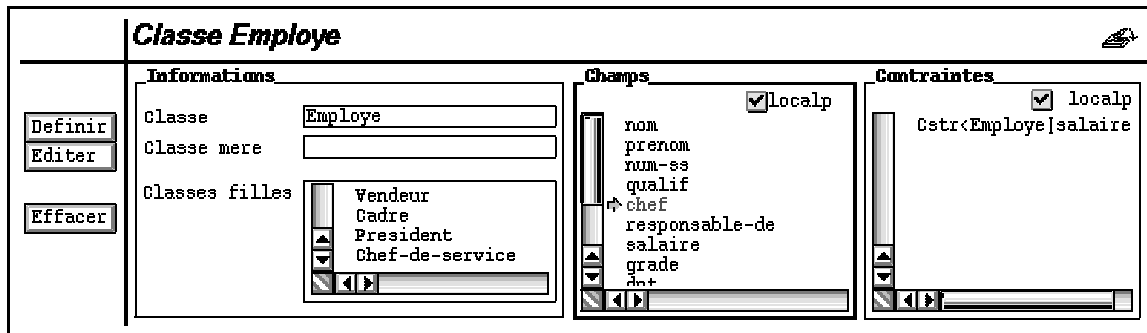 Classe Employe
Definir
Editer
Effacer
Informations
Classe
Employe
Classe mere
Classes filles
Vendeur
Cadre
President
Chef-de-service
Champs
localp
nom
prenom
num-ss
qualif
chef
responsable-de
salaire
grade
Contraintes
localp
Cstr<Employe|salaire